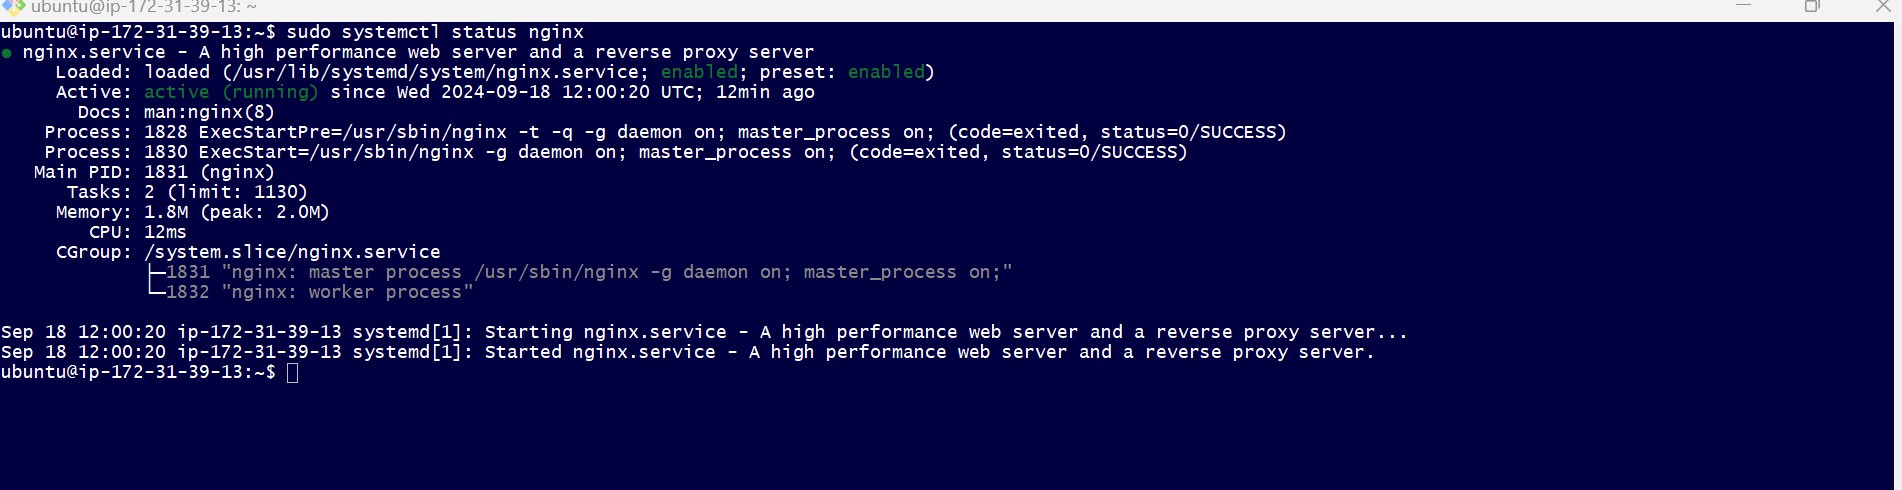 ubuntu@ip-172-31-39-13: ~
ubuntu@ip-172-31-39-13:~$ sudo systemctl status nginx
● nginx.service - A high performance web server and a reverse proxy server
     Loaded: loaded (/usr/lib/systemd/system/nginx.service; enabled; preset: enabled)
     Active: active (running) since Wed 2024-09-18 12:00:20 UTC; 12min ago
       Docs: man:nginx(8)
    Process: 1828 ExecStartPre=/usr/sbin/nginx -t -q -g daemon on; master_process on; (code=exited, status=0/SUCCESS)
    Process: 1830 ExecStart=/usr/sbin/nginx -g daemon on; master_process on; (code=exited, status=0/SUCCESS)
   Main PID: 1831 (nginx)
      Tasks: 2 (limit: 1130)
     Memory: 1.8M (peak: 2.0M)
        CPU: 12ms
     CGroup: /system.slice/nginx.service
             ├─1831 "nginx: master process /usr/sbin/nginx -g daemon on; master_process on;"
             └─1832 "nginx: worker process"
Sep 18 12:00:20 ip-172-31-39-13 systemd[1]: Starting nginx.service - A high performance web server and a reverse proxy server...
Sep 18 12:00:20 ip-172-31-39-13 systemd[1]: Started nginx.service - A high performance web server and a reverse proxy server.
ubuntu@ip-172-31-39-13:~$